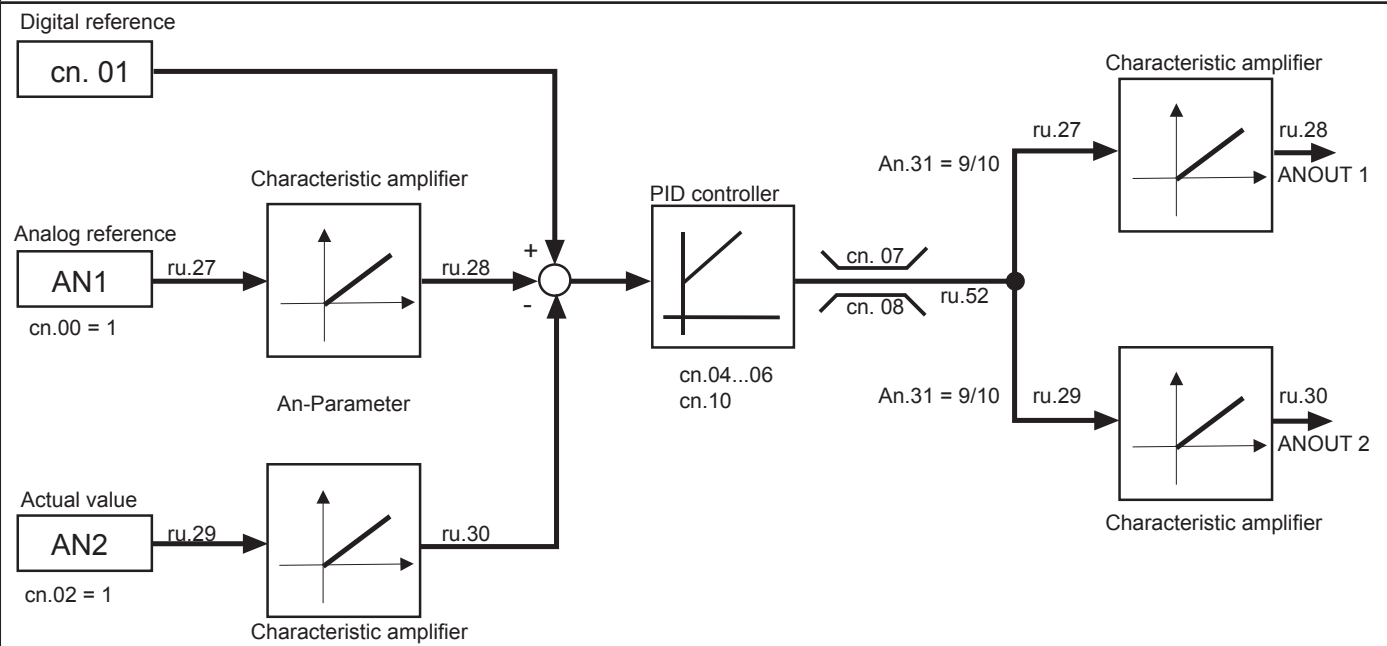 Digital reference
cn. 01
Characteristic amplifier
Analog reference
AN1
cn.00 = 1
ru.27
ru.28
An-Parameter
Actual value
AN2
cn.02 = 1
ru.29
ru.30
Characteristic amplifier
+
-
PID controller
cn.04...06
cn.10
cn. 07
cn. 08
ru.52
An.31 = 9/10
ru.27
Characteristic amplifier
ru.28
ANOUT 1
An.31 = 9/10
ru.29
ru.30
ANOUT 2
Characteristic amplifier